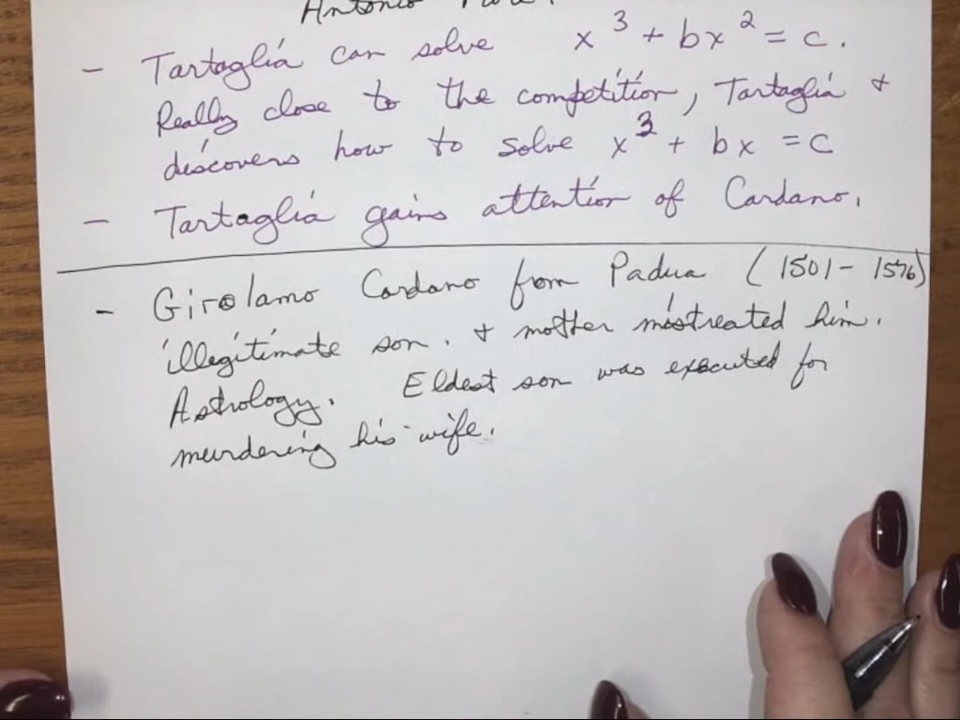 Antonio
- Tartaglia can solve x³ + bx² = c.
Really close to the competition, Tartaglia +
discovers how to solve x³ + bx = c
- Tartaglia gains attention of Cardano.
- Girolamo Cardano from Padua (1501 - 1576)
illegitimate son. + mother mistreated him.
Astrology. Eldest son was executed for
murdering his wife.